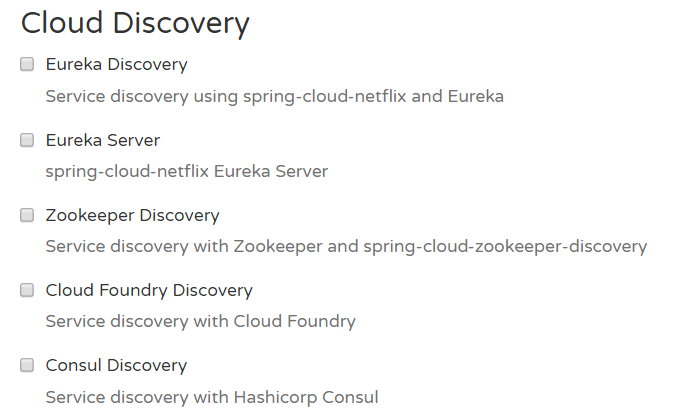 Cloud Discovery
Eureka Discovery
Service discovery using spring-cloud-netflix and Eureka
Eureka Server
spring-cloud-netflix Eureka Server
Zookeeper Discovery
Service discovery with Zookeeper and spring-cloud-zookeeper-discovery
Cloud Foundry Discovery
Service discovery with Cloud Foundry
Consul Discovery
Service discovery with Hashicorp Consul